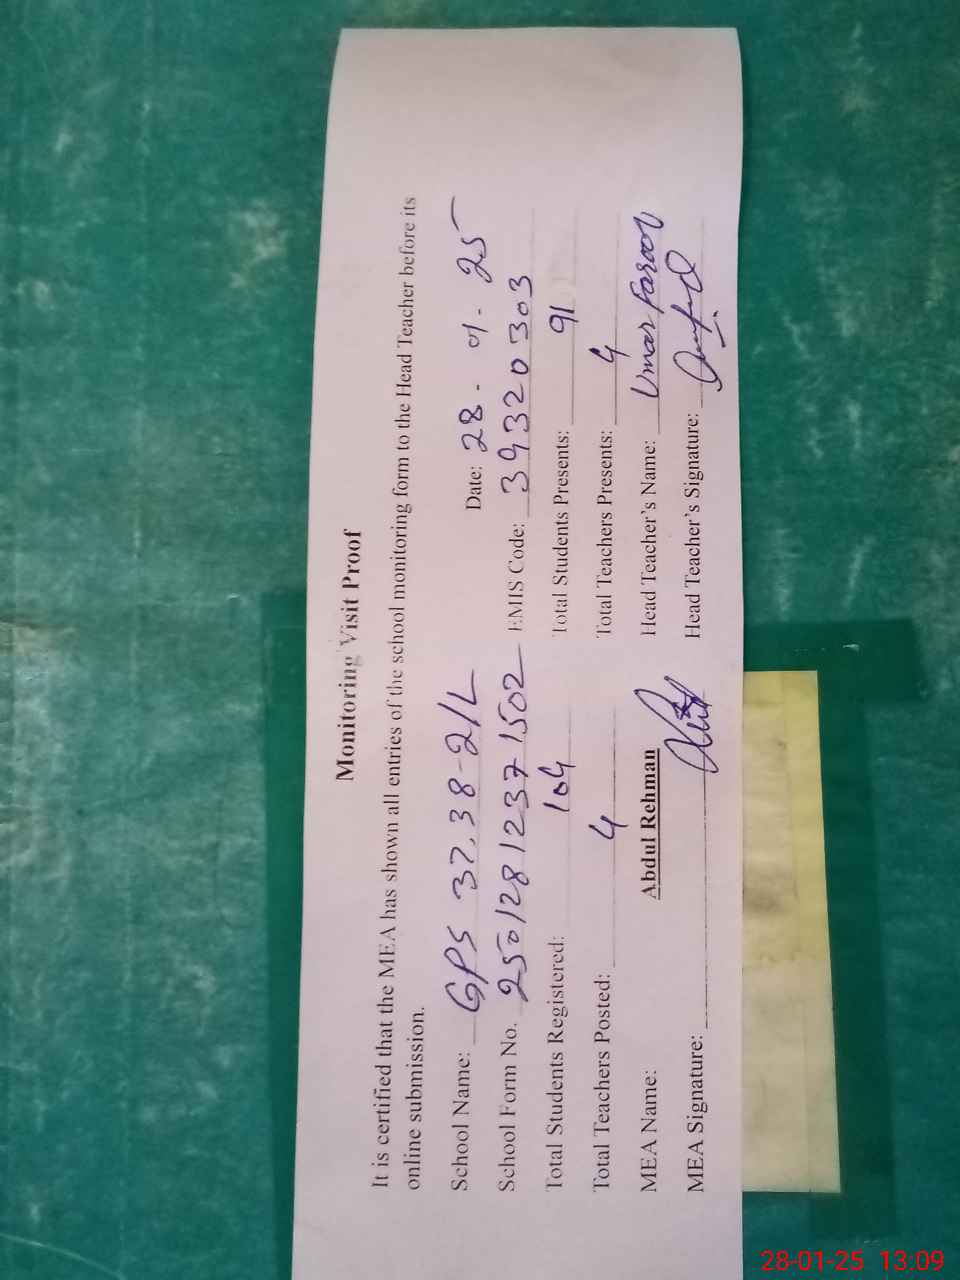 Monitoring Visit Proof
It is certified that the MEA has shown all entries of the school monitoring form to the Head Teacher before its
online submission.
School Name: GPS 37,38-2/L Date: 28-01-25
School Form No. 25012812371502 EMIS Code: 39320303
Total Students Registered: 104 Total Students Presents: 91
Total Teachers Posted: 4 Total Teachers Presents: 4
MEA Name: Abdul Rehman Head Teacher's Name: Umar Farooq
MEA Signature: Head Teacher's Signature:
28-01-25 13:09